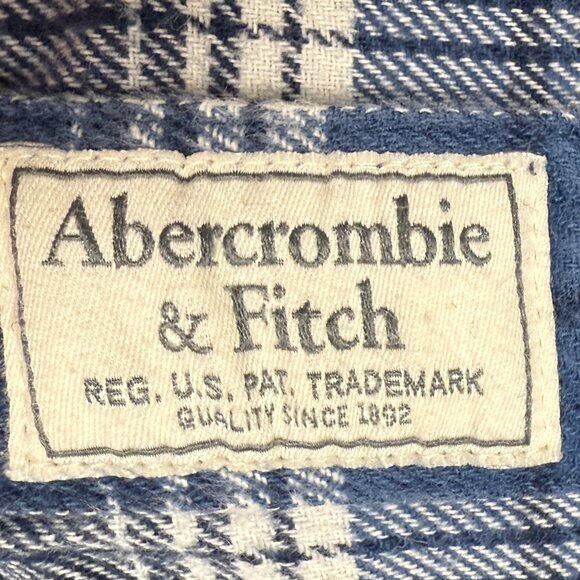 Abercrombie
& Fitch
REG. U.S. PAT. TRADEMARK
QUALITY SINCE 1892